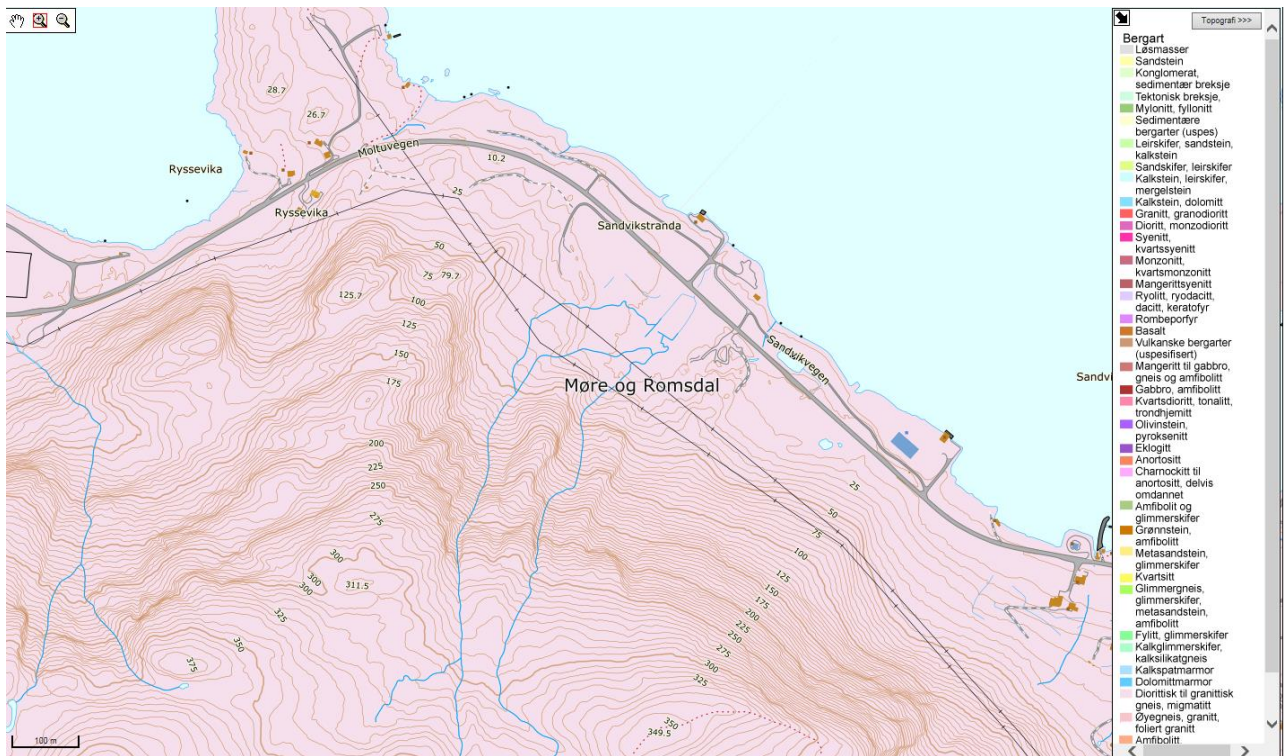 Topografi >>>
Bergart
Løsmasser
Sandstein
Konglomerat,
sedimentær breksje
Tektonisk breksje,
Mylonitt, fyllonitt
Sedimentære
bergarter (uspes)
Leirskifer, sandstein,
kalkstein
Sandskifer, leirskifer
Kalkstein, leirskifer,
mergelstein
Kalkstein, dolomitt
Granitt, granodioritt
Dioritt, monzodioritt
Syenitt,
kvartssyenitt
Monzonitt,
kvartsmonzonitt
Mangerittsyenitt
Ryolitt, ryodacitt,
dacitt, keratofyr
Rombeporfyr
Basalt
Vulkanske bergarter
(uspesifisert)
Mangeritt til gabbro,
gneis og amfibolitt
Gabbro, amfibolitt
Kvartsdioritt, tonalitt,
trondhjemitt
Olivinstein,
pyroksenitt
Eklogitt
Anortositt
Charnockitt til
anortositt, delvis
omdannet
Amfibolit og
glimmerskifer
Grønnstein,
amfibolitt
Metasandstein,
glimmerskifer
Kvartsitt
Glimmergneis,
glimmerskifer,
metasandstein,
amfibolitt
Fylitt, glimmerskifer
Kalkglimmerskifer,
kalksilikatgneis
Kalkspatmarmor
Dolomittmarmor
Diorittisk til granittisk
gneis, migmatitt
Øyegneis, granitt,
foliert granitt
Amfibolitt
28.7
26.7
Moltuvegen
10.2
Ryssevika
25
Ryssevika
Sandvikstranda
50
75
79.7
125.7
100
125
150
175
Sandvikvegen
Møre og Romsdal
Sandvi
200
225
250
275
25
50
75
100
125
150
175
200
225
250
275
300
325
300
300
300
311.5
325
350
375
350
349.5
100 m